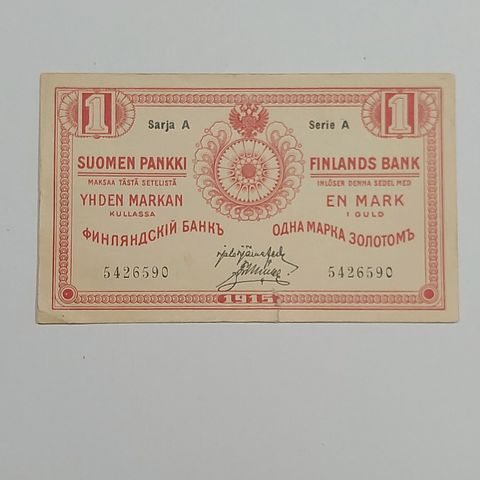 1
1
Sarja A
Serie A
SUOMEN PANKKI
FINLANDS BANK
MAKSAA TÄSTÄ SETELISTÄ
INLÖSER DENNA SEDEL MED
YHDEN MARKAN
EN MARK
KULLASSA
I GULD
ФИНЛЯНДСКІЙ БАНКЪ
ОДНА МАРКА ЗОЛОТОМЪ
5426590
5426590
1915